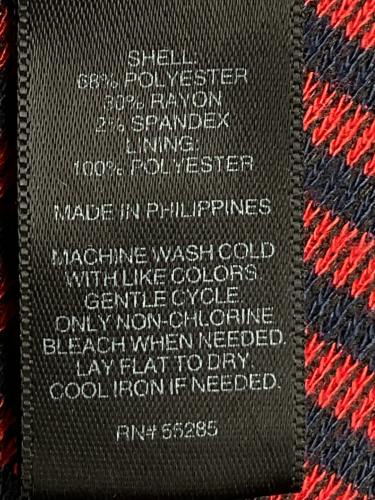 SHELL:
68% POLYESTER
30% RAYON
2% SPANDEX
LINING:
100% POLYESTER
MADE IN PHILIPPINES
MACHINE WASH COLD
WITH LIKE COLORS.
GENTLE CYCLE.
ONLY NON-CHLORINE
BLEACH WHEN NEEDED.
LAY FLAT TO DRY.
COOL IRON IF NEEDED.
RN# 55285